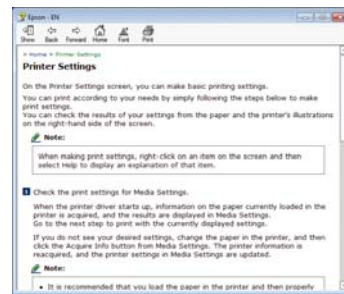 Epson - EN
Show Back Forward Home Font Print
> Home > Printer Settings
Printer Settings
On the Printer Settings screen, you can make basic printing settings.
You can print according to your needs by simply following the steps below to make
print settings.
You can check the results of your settings from the paper and the printer's illustrations
on the right-hand side of the screen.
Note:
When making print settings, right-click on an item on the screen and then
select Help to display an explanation of that item.
1 Check the print settings for Media Settings.
When the printer driver starts up, information on the paper currently loaded in the
printer is acquired, and the results are displayed in Media Settings.
Go to the next step to print with the currently displayed settings.
If you do not see your desired settings, change the paper in the printer, and then
click the Acquire Info button from Media Settings. The printer information is
reacquired, and the printer settings in Media Settings are updated.
Note:
• It is recommended that you load the paper in the printer and then properly